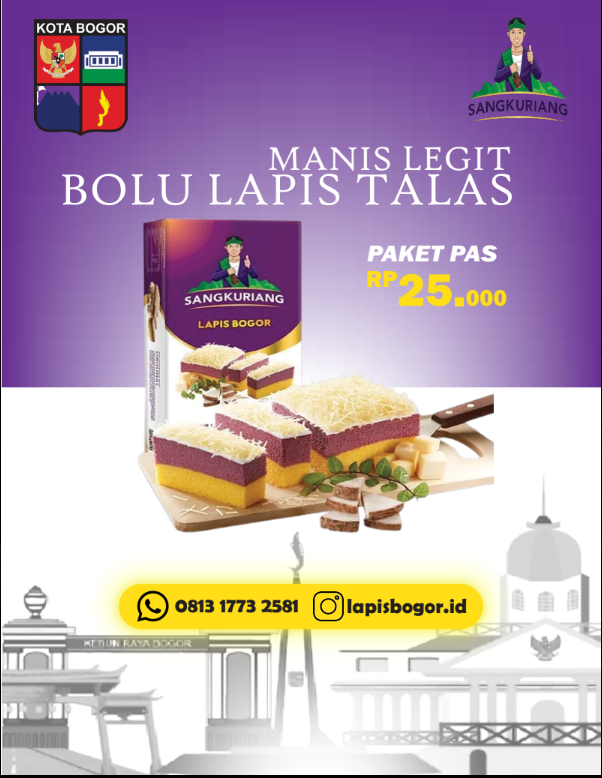 KOTA BOGOR
SANGKURIANG
MANIS LEGIT
BOLU LAPIS TALAS
PAKET PAS
RP25.000
SANGKURIANG
LAPIS BOGOR
0813 1773 2581 lapisbogor.id
KEBUN RAYA BOGOR